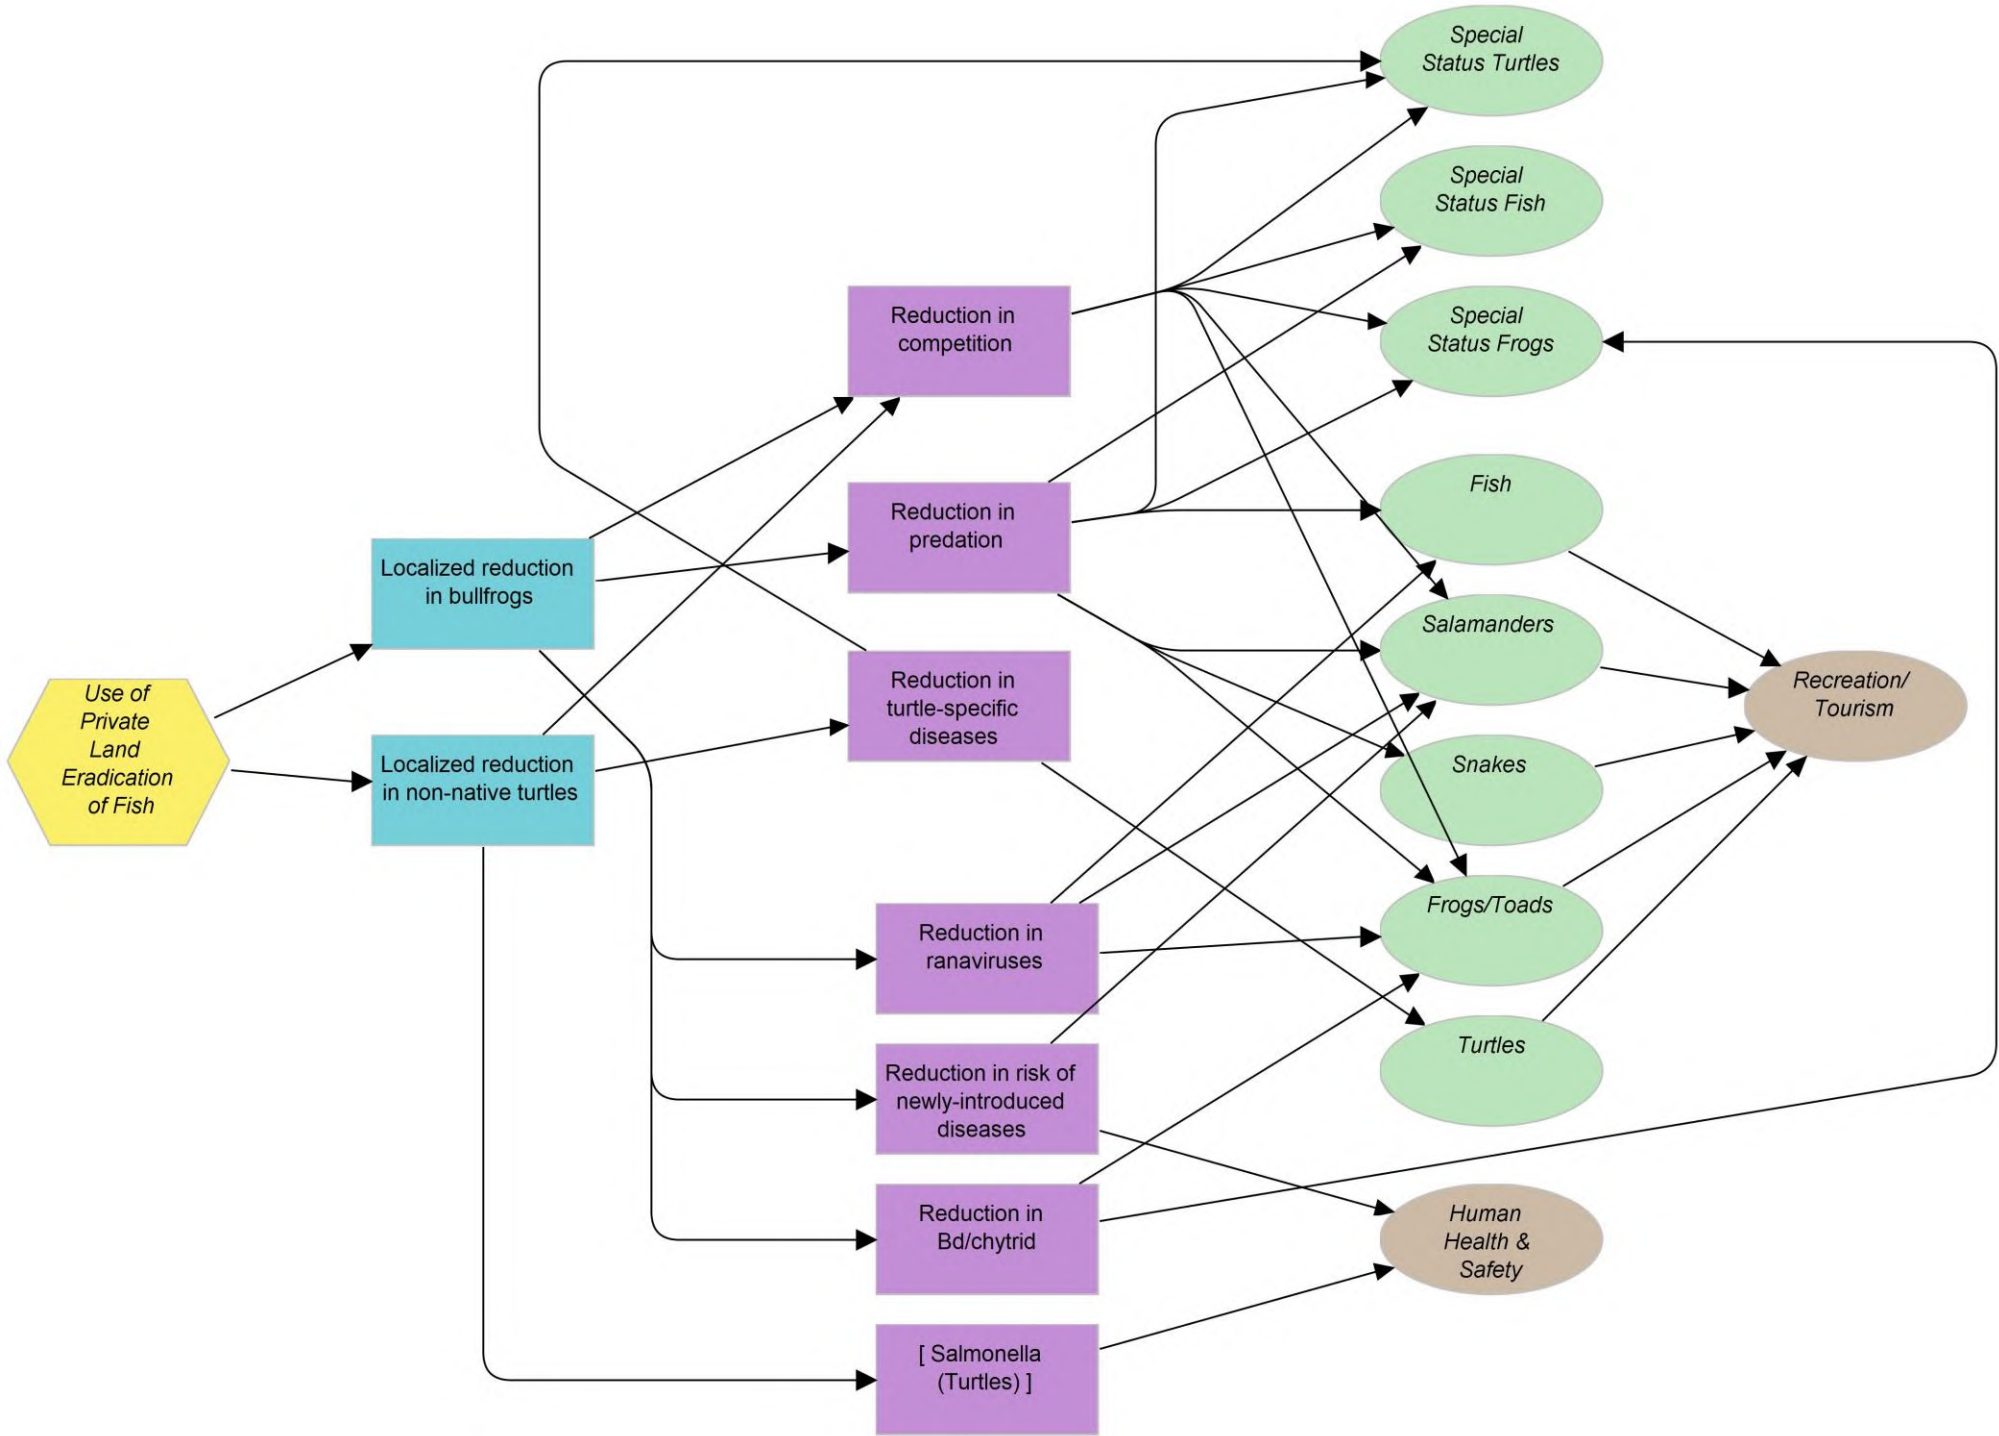 Special
Status Turtles
Special
Status Fish
Reduction in
competition
Special
Status Frogs
Fish
Reduction in
predation
Localized reduction
in bullfrogs
Salamanders
Use of
Private
Land
Eradication
of Fish
Reduction in
turtle-specific
diseases
Recreation/
Tourism
Localized reduction
in non-native turtles
Snakes
Reduction in
ranaviruses
Frogs/Toads
Turtles
Reduction in risk of
newly-introduced
diseases
Reduction in
Bd/chytrid
Human
Health &
Safety
[ Salmonella
(Turtles) ]